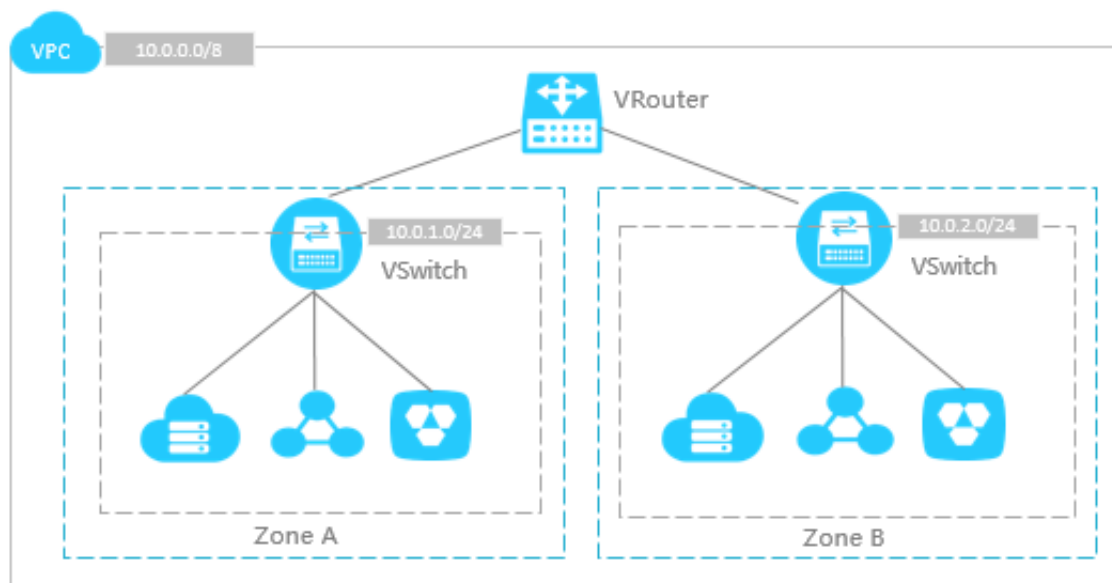 VPC
10.0.0.0/8
VRouter
10.0.1.0/24
VSwitch
10.0.2.0/24
VSwitch
Zone A
Zone B